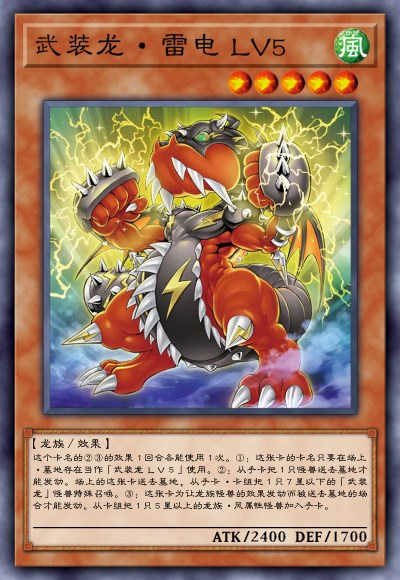 武装龙・雷电 LV5
風
【龙族／效果】
这个卡名的②③的效果1回合各能使用1次。①：这张卡的卡名只要在场上
・墓地存在当作「武装龙 LV5」使用。②：从手卡把1只怪兽送去墓地才
能发动。场上的这张卡送去墓地，从手卡・卡组把1只7星以下的「武装
龙」怪兽特殊召唤。③：这张卡为让龙族怪兽的效果发动而被送去墓地的场
合才能发动。从卡组把1只5星以上的龙族・风属性怪兽加入手卡。
ATK/2400 DEF/1700